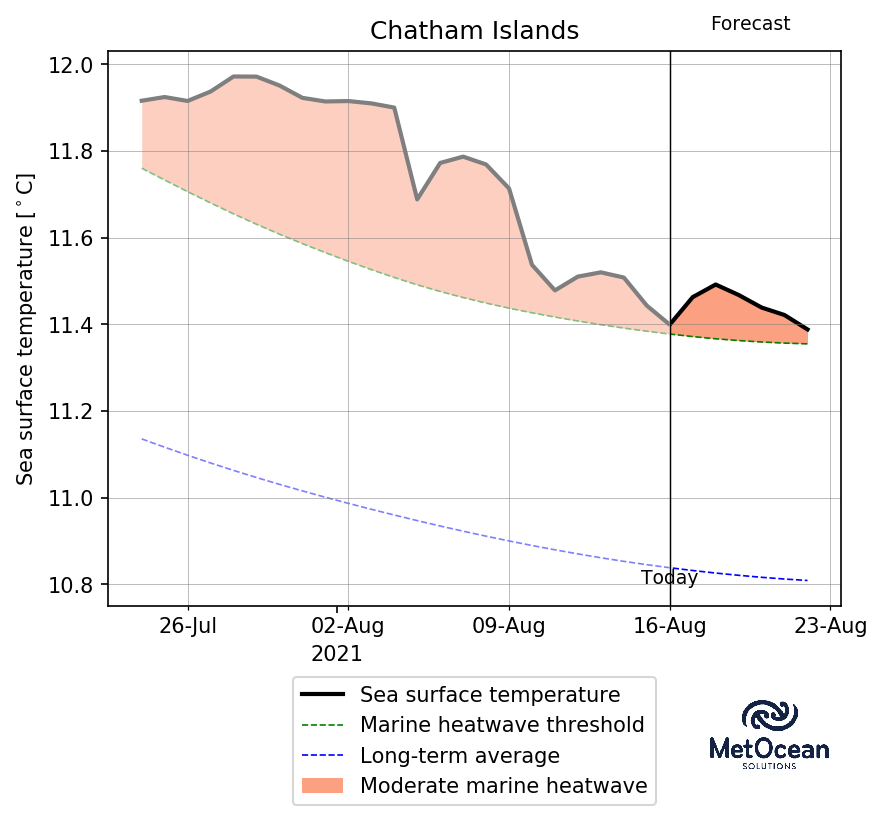 Forecast
Chatham Islands
Sea surface temperature [°C]
12.0
11.8
11.6
11.4
11.2
11.0
10.8
Today
26-Jul 02-Aug 09-Aug 16-Aug 23-Aug
2021
Sea surface temperature
Marine heatwave threshold
Long-term average
Moderate marine heatwave
MetOcean
SOLUTIONS